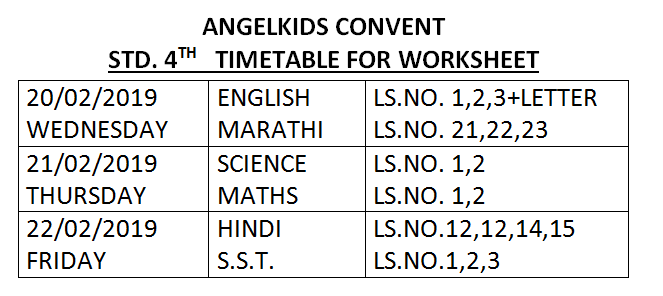 ANGELKIDS CONVENT
STD. 4TH TIMETABLE FOR WORKSHEET
20/02/2019 ENGLISH LS.NO. 1,2,3+LETTER
WEDNESDAY MARATHI LS.NO. 21,22,23
21/02/2019 SCIENCE LS.NO. 1,2
THURSDAY MATHS LS.NO. 1,2
22/02/2019 HINDI LS.NO.12,12,14,15
FRIDAY S.S.T. LS.NO.1,2,3